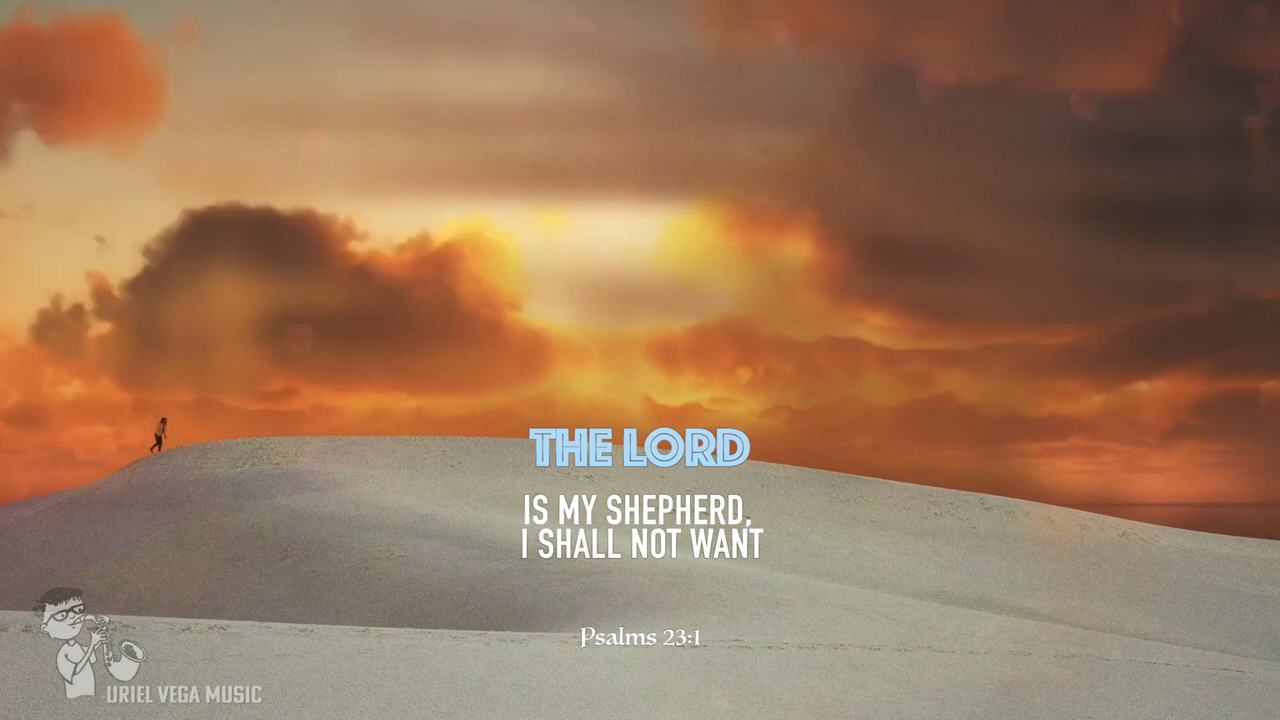 THE LORD
IS MY SHEPHERD,
I SHALL NOT WANT
Psalms 23:1
URIEL VEGA MUSIC